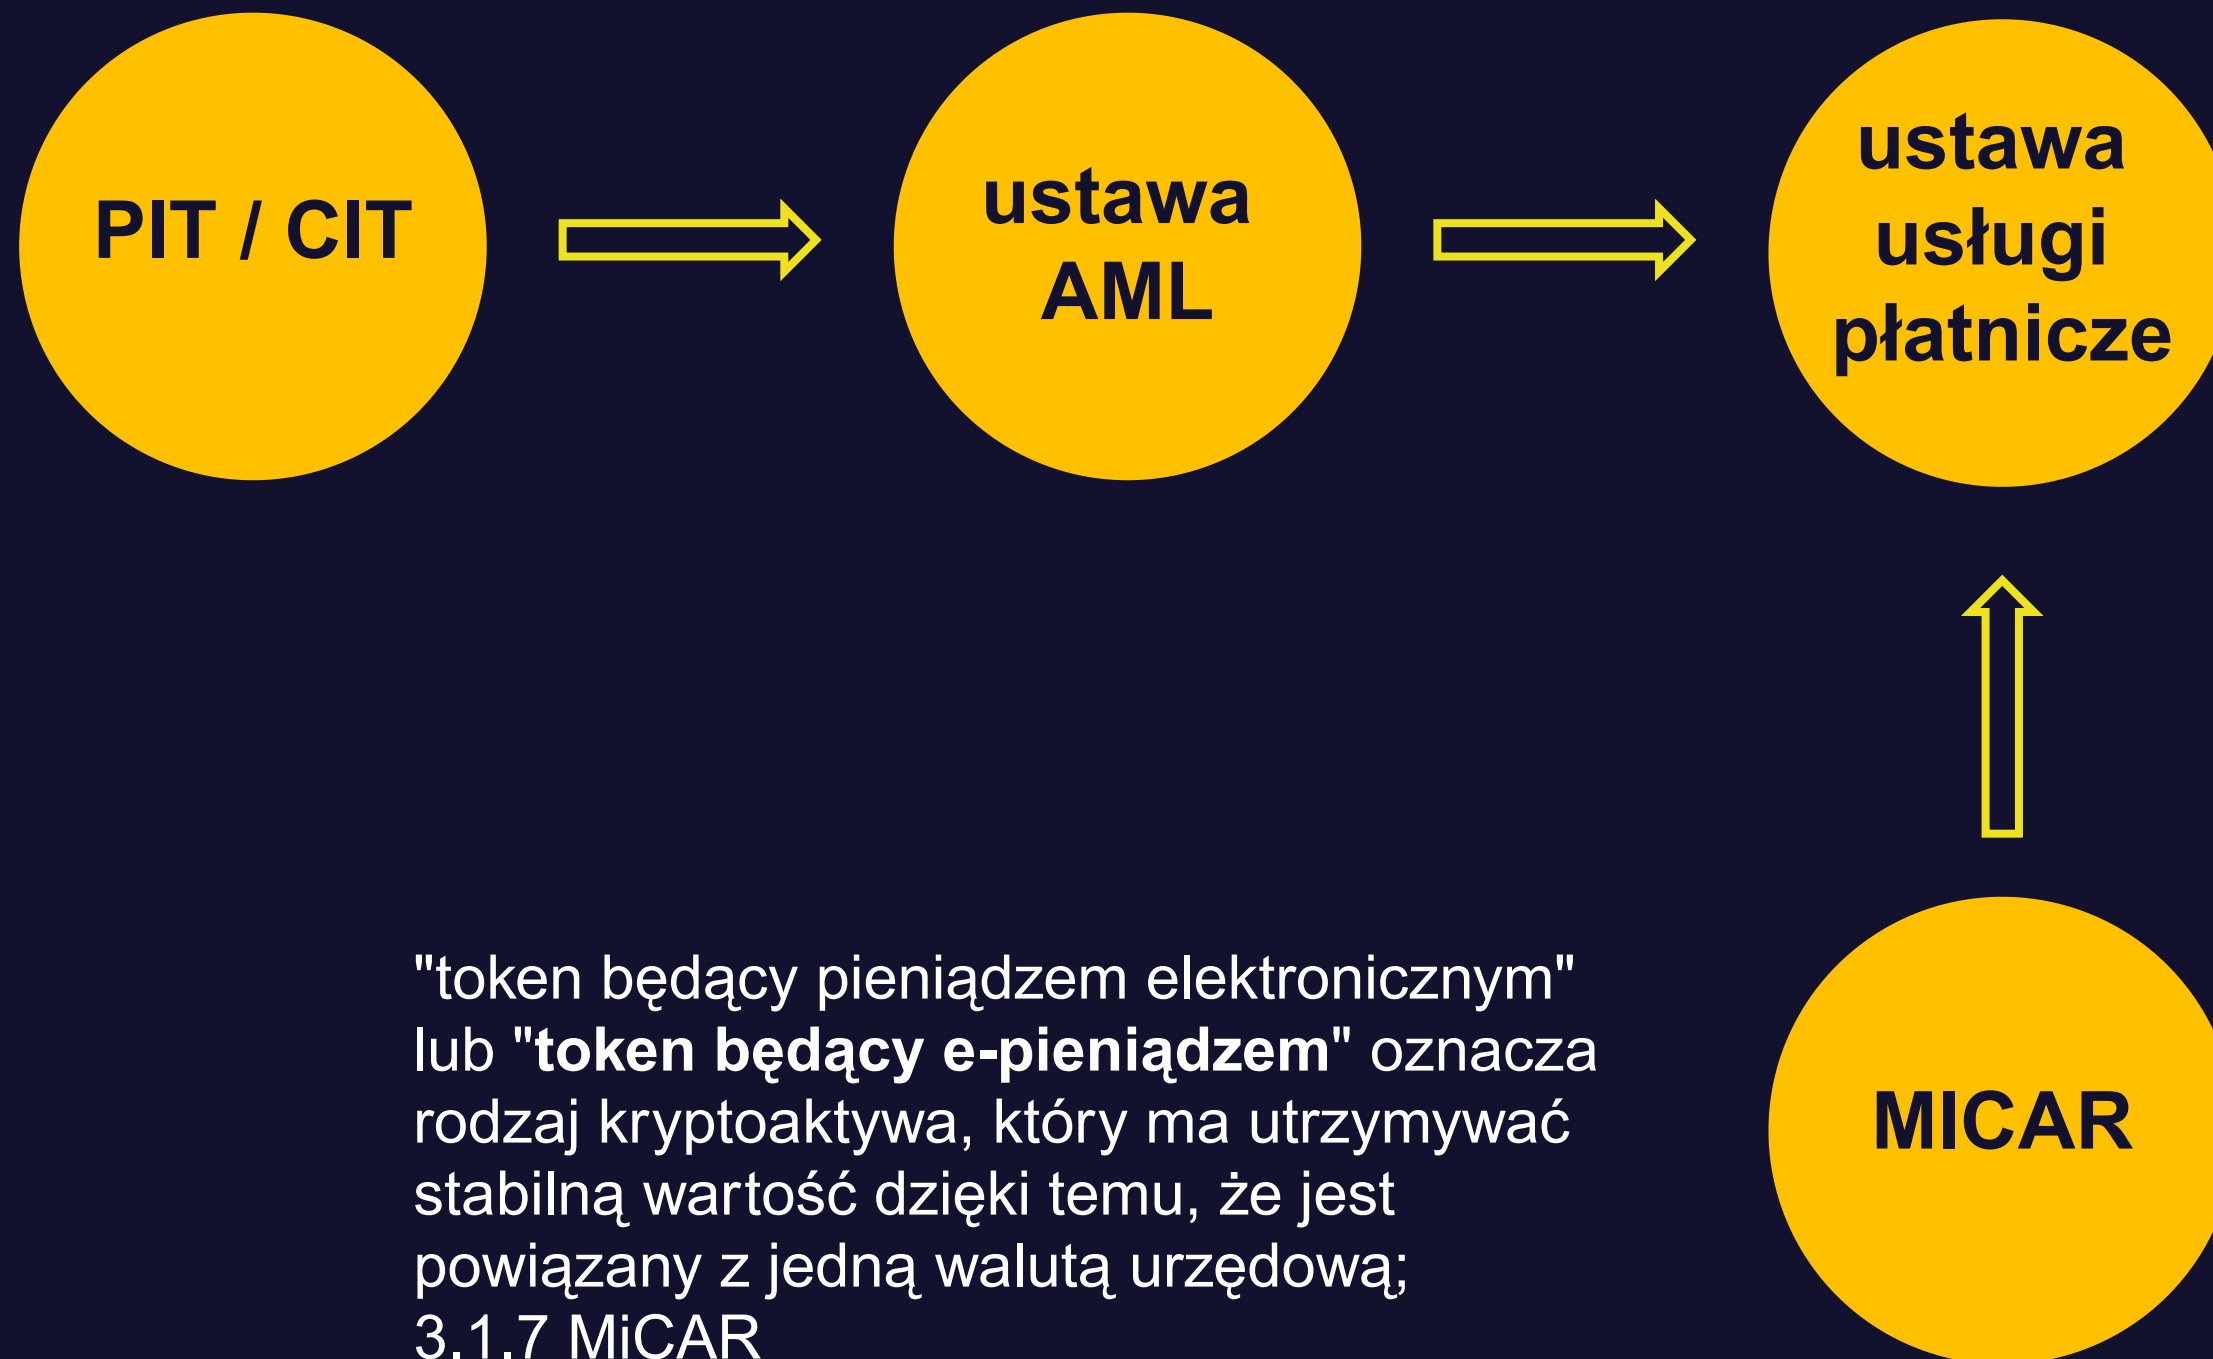 PIT / CIT
ustawa
AML
ustawa
usługi
płatnicze
"token będący pieniądzem elektronicznym"
lub "token będący e-pieniądzem" oznacza
rodzaj kryptoaktywa, który ma utrzymywać
stabilną wartość dzięki temu, że jest
powiązany z jedną walutą urzędową;
3.1.7 MiCAR
MICAR